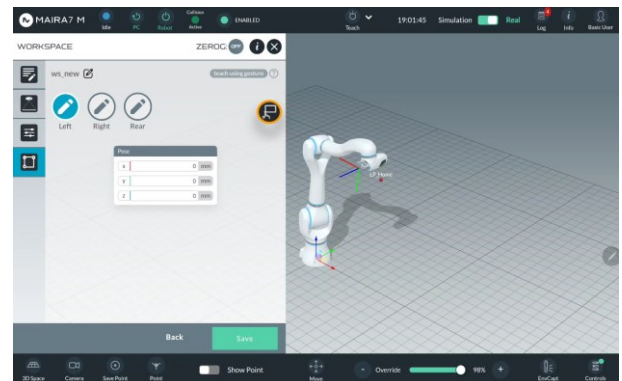 MAIRA7 M
Idle
PC
Robot
Collision
Active
ENABLED
Teach
19:01:45
Simulation
Real
Log
Info
Basic User
WORKSPACE
ZEROG
OFF
i
ws_new
teach using gesture
Left
Right
Rear
Pose
x 0 mm
y 0 mm
z 0 mm
LP_Home
Back
Save
3D Space
Camera
Save Point
Point
Show Point
Move
- Override 98% +
EnvCapt
Controls